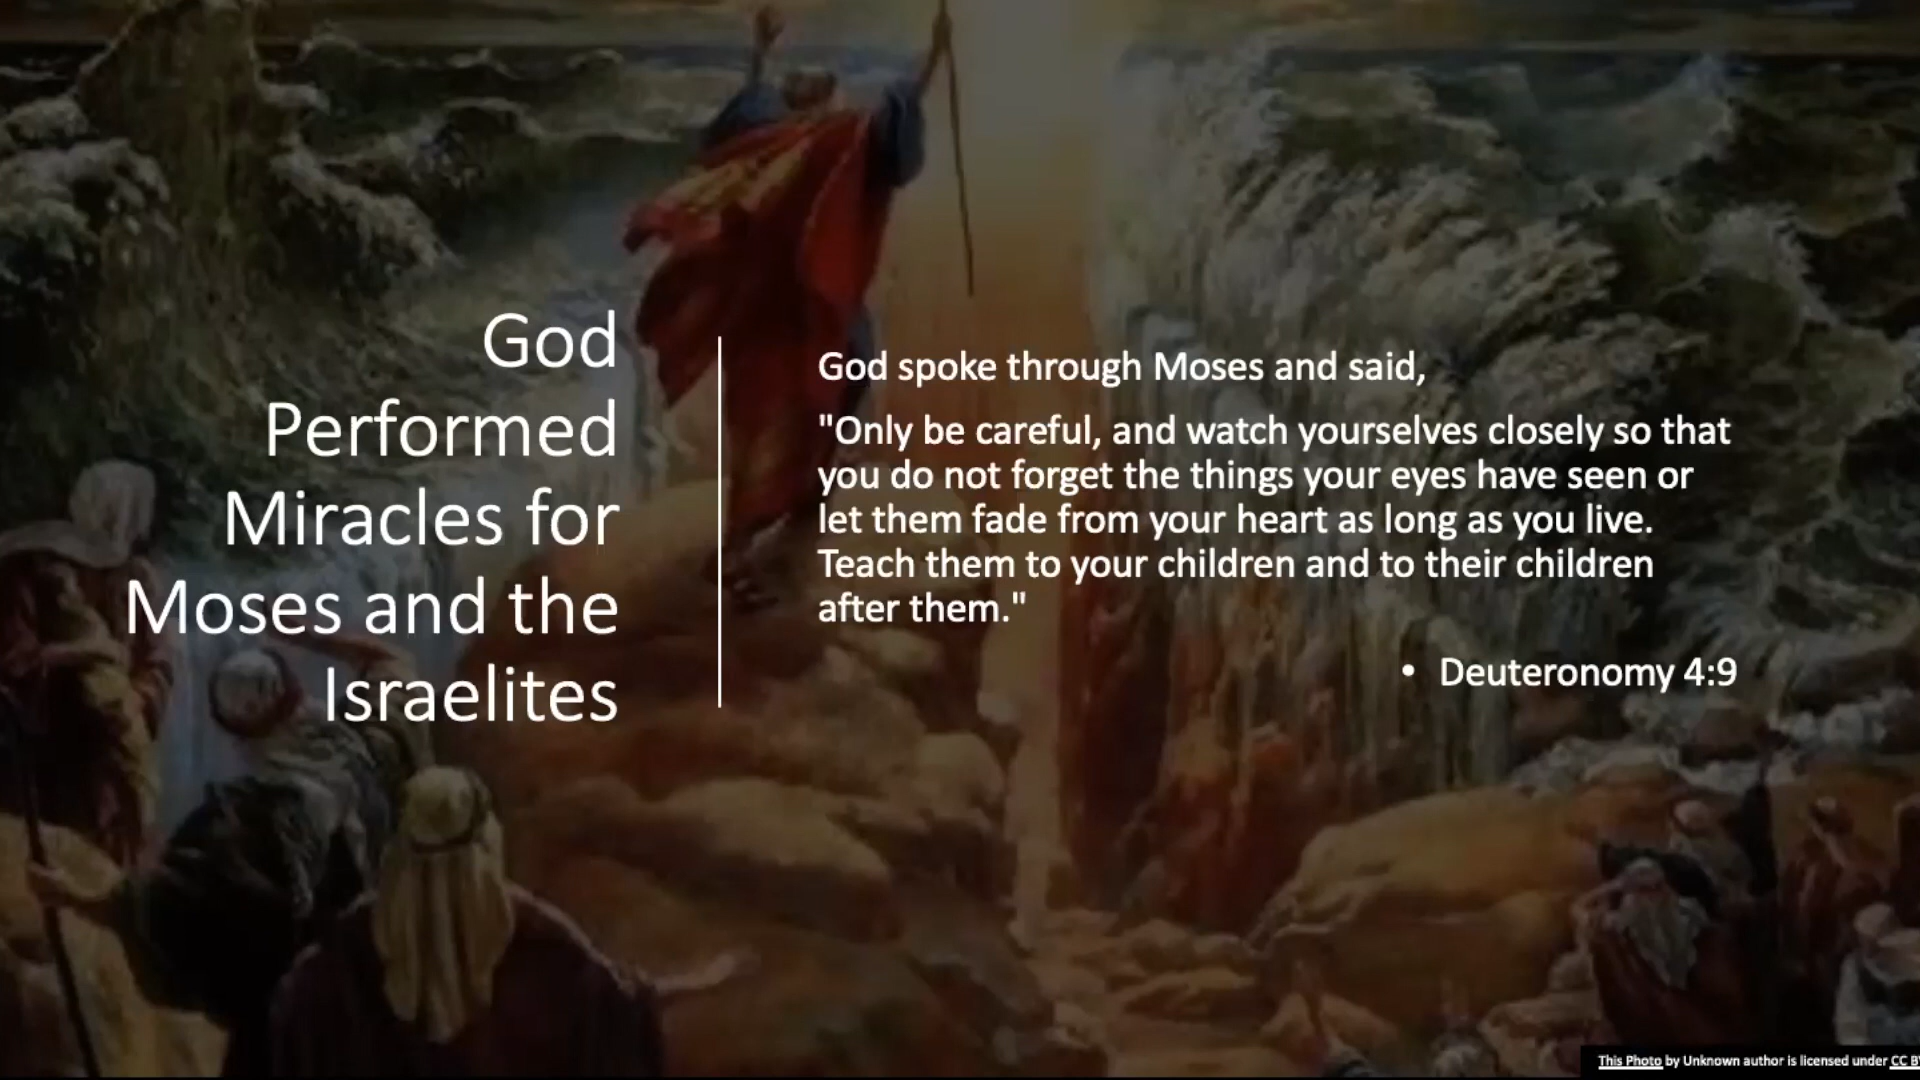 God
Performed
Miracles for
Moses and the
Israelites
God spoke through Moses and said,
"Only be careful, and watch yourselves closely so that
you do not forget the things your eyes have seen or
let them fade from your heart as long as you live.
Teach them to your children and to their children
after them."
• Deuteronomy 4:9
This Photo by Unknown author is licensed under CC